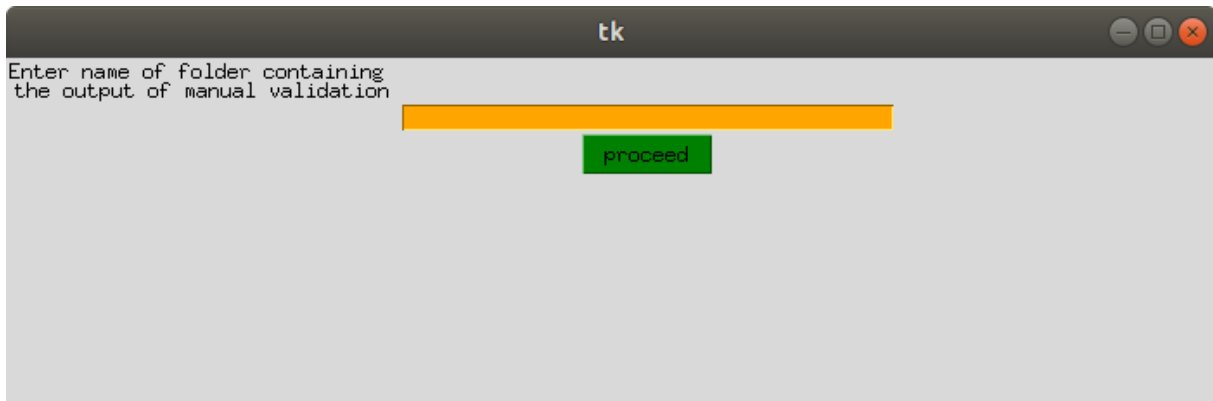 tk
Enter name of folder containing
the output of manual validation
proceed